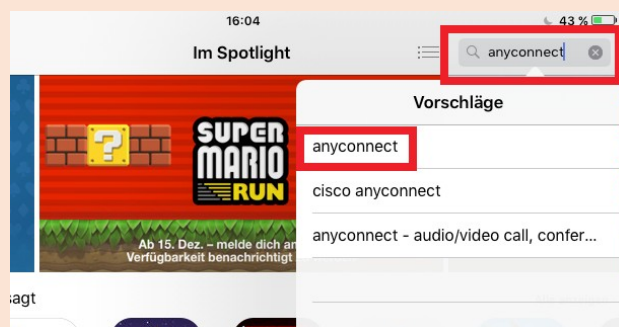 16:04
43 %
Im Spotlight
anyconnect
Vorschläge
anyconnect
cisco anyconnect
anyconnect - audio/video call, confer...
?
SUPER
MARIO
RUN
Ab 15. Dez. – melde dich an
Verfügbarkeit benachrichtigt
sagt